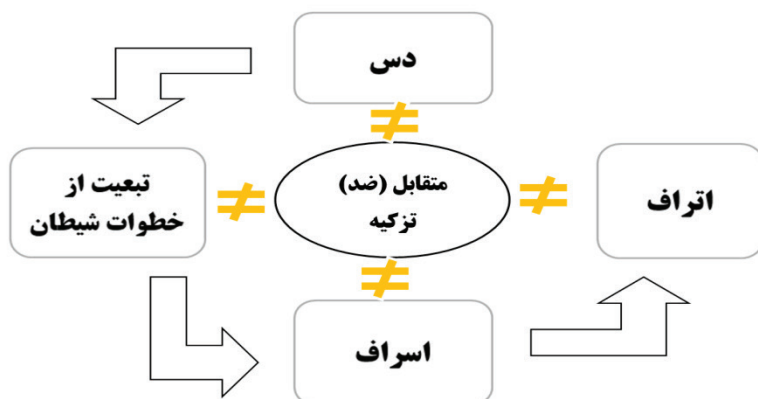 دس
متقابل (ضد)
تزکیه
اتراف
تبعیت از
خطوات شیطان
اسراف